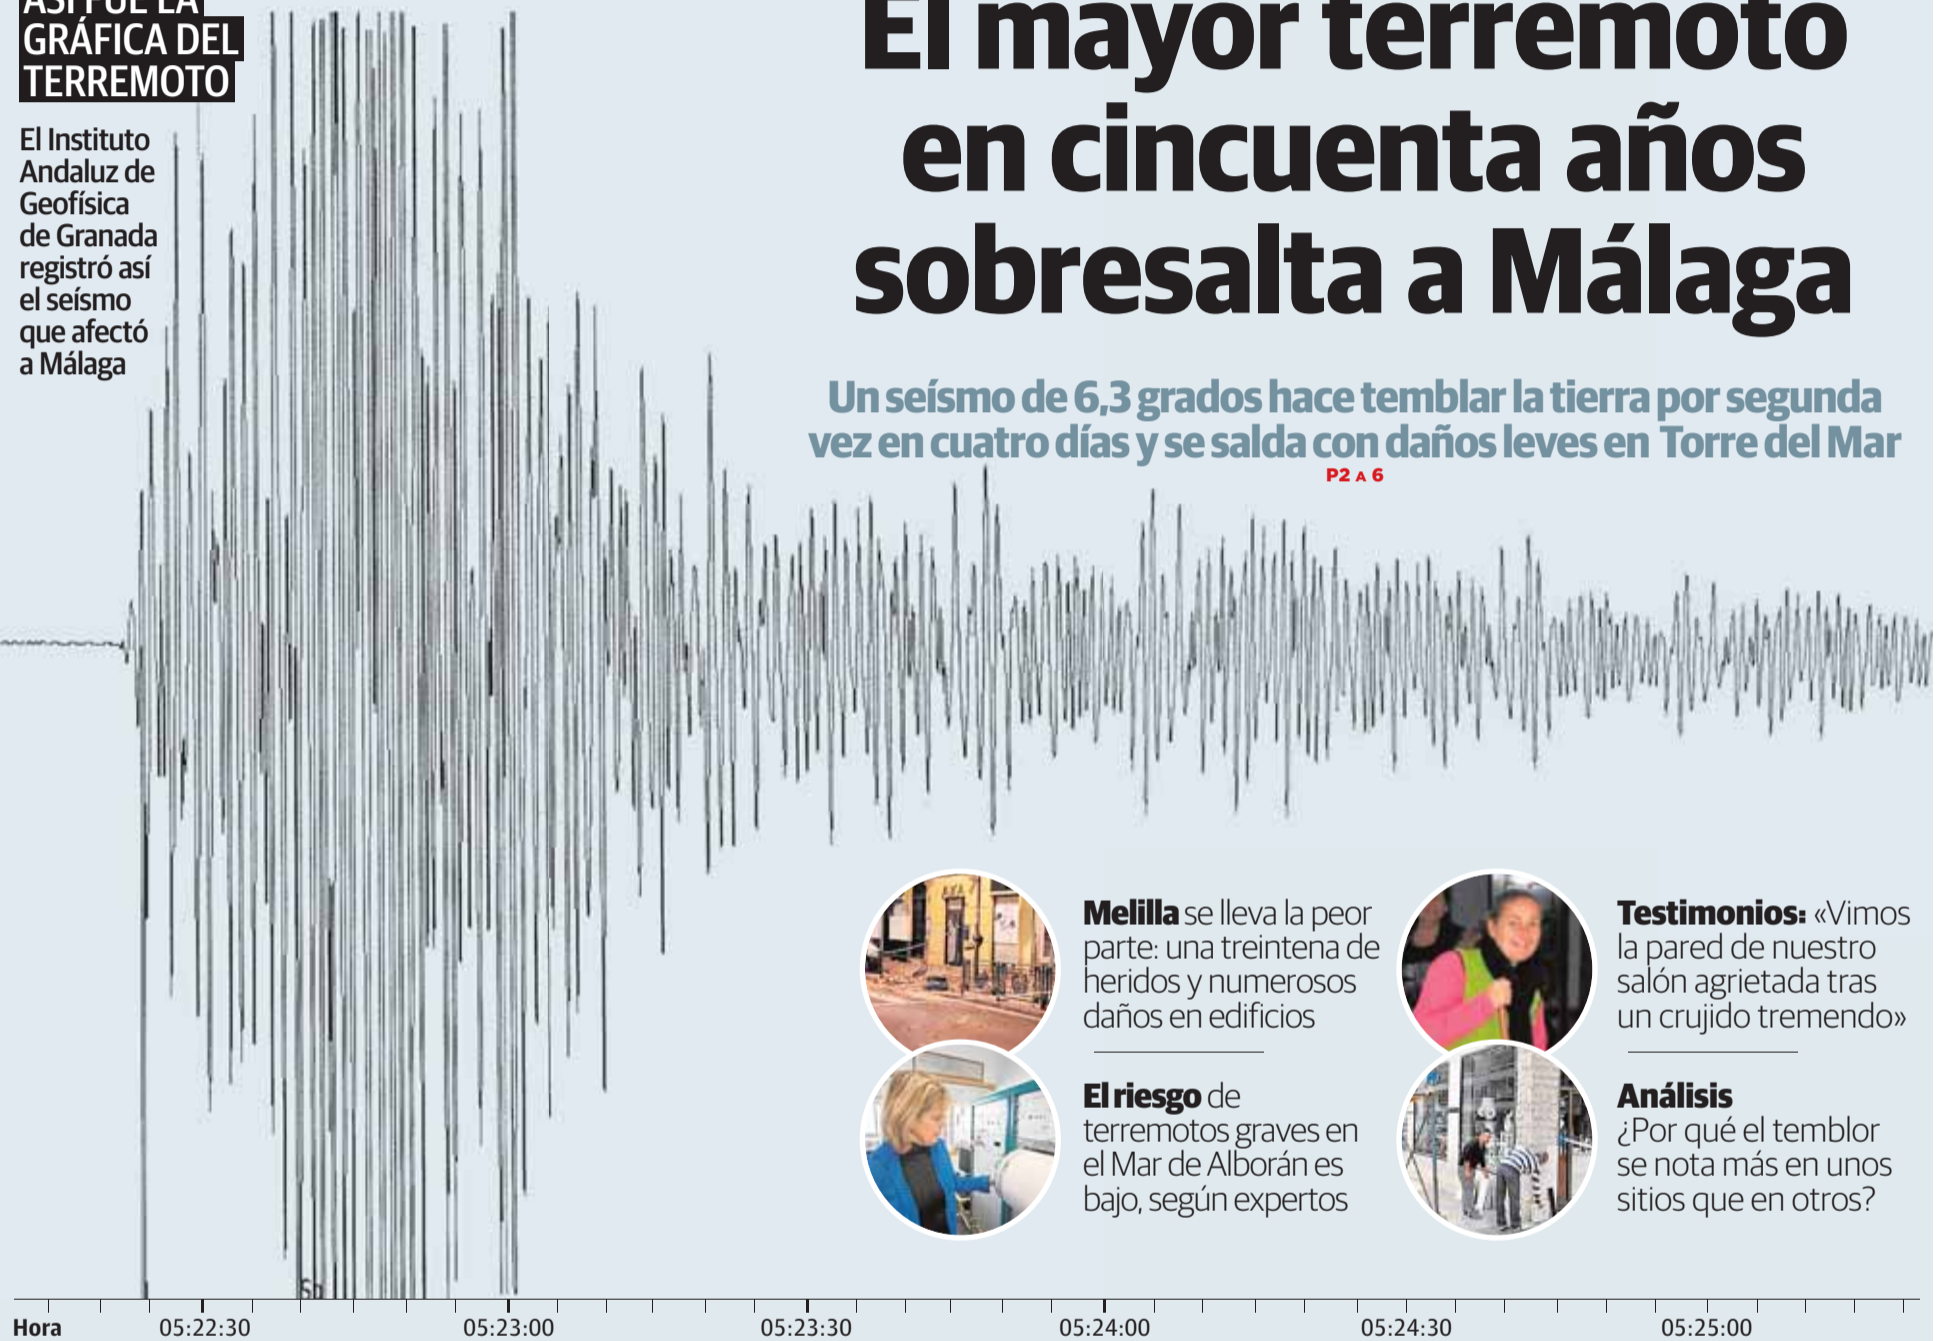 ASÍ FUE LA
GRÁFICA DEL
TERREMOTO
El Instituto
Andaluz de
Geofísica
de Granada
registró así
el seísmo
que afectó
a Málaga
El mayor terremoto
en cincuenta años
sobresalta a Málaga
Un seísmo de 6,3 grados hace temblar la tierra por segunda
vez en cuatro días y se salda con daños leves en Torre del Mar
P2 A 6
Melilla se lleva la peor
parte: una treintena de
heridos y numerosos
daños en edificios
El riesgo de
terremotos graves en
el Mar de Alborán es
bajo, según expertos
Testimonios: «Vimos
la pared de nuestro
salón agrietada tras
un crujido tremendo»
Análisis
¿Por qué el temblor
se nota más en unos
sitios que en otros?
Hora 05:22:30 05:23:00 05:23:30 05:24:00 05:24:30 05:25:00